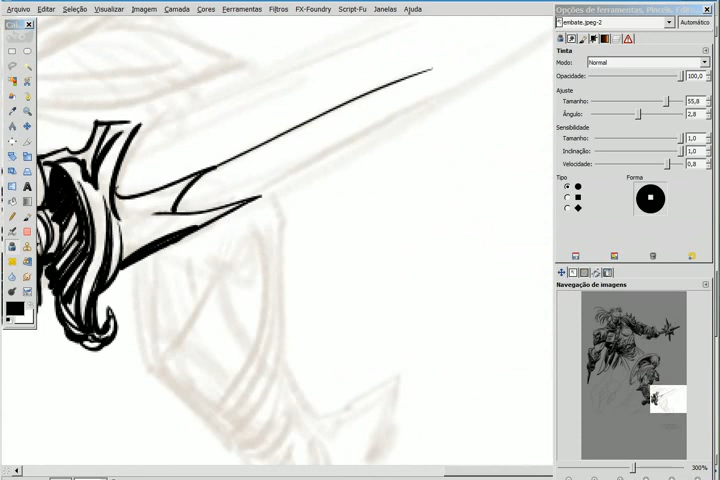 Arquivo Editar Seleção Visualizar Imagem Camada Cores Ferramentas Filtros FX-Foundry Script-Fu Janelas Ajuda
Opções de ferramentas, Pincéis, Edit
embate.jpeg-2 Automático
Tinta
Modo: Normal
Opacidade: 100,0
Ajuste
Tamanho: 55,8
Ângulo: 2,8
Sensibilidade
Tamanho: 1,0
Inclinação: 1,0
Velocidade: 0,8
Tipo Forma
Navegação de imagens
300%